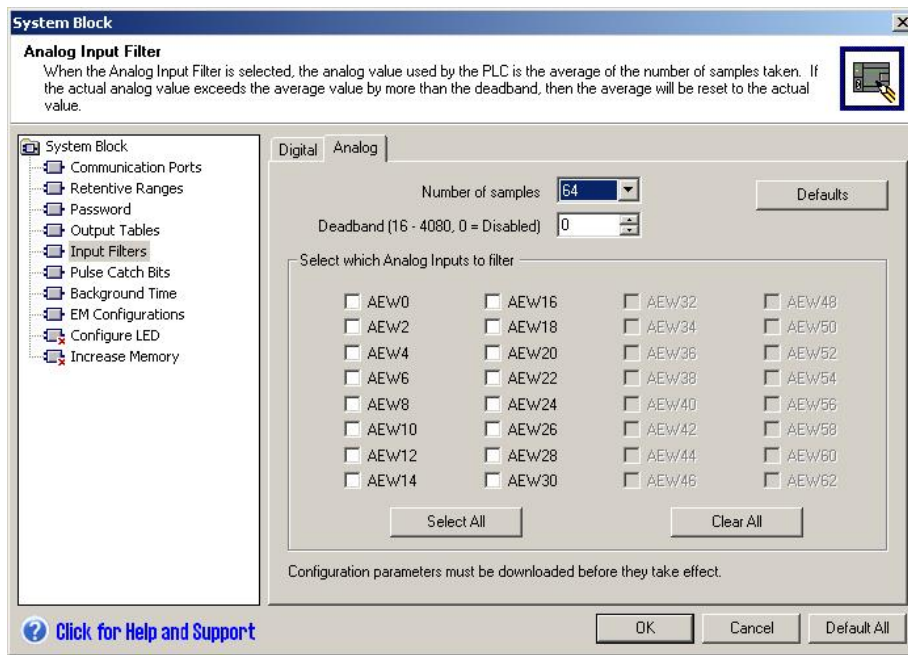 System Block
Analog Input Filter
When the Analog Input Filter is selected, the analog value used by the PLC is the average of the number of samples taken. If
the actual analog value exceeds the average value by more than the deadband, then the average will be reset to the actual
value.
System Block
Communication Ports
Retentive Ranges
Password
Output Tables
Input Filters
Pulse Catch Bits
Background Time
EM Configurations
Configure LED
Increase Memory
Digital Analog
Number of samples 64 Defaults
Deadband (16 - 4080, 0 = Disabled) 0
Select which Analog Inputs to filter
AEW0 AEW16 AEW32 AEW48
AEW2 AEW18 AEW34 AEW50
AEW4 AEW20 AEW36 AEW52
AEW6 AEW22 AEW38 AEW54
AEW8 AEW24 AEW40 AEW56
AEW10 AEW26 AEW42 AEW58
AEW12 AEW28 AEW44 AEW60
AEW14 AEW30 AEW46 AEW62
Select All Clear All
Configuration parameters must be downloaded before they take effect.
Click for Help and Support OK Cancel Default All